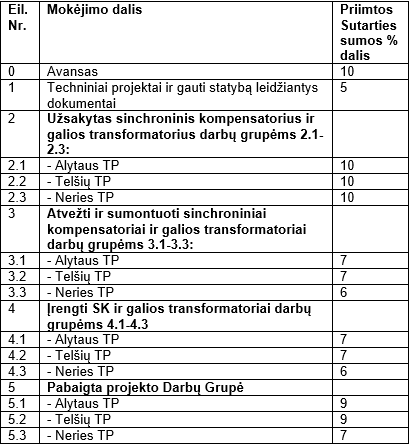 Eil. Nr. Mokėjimo dalis Priimtos Sutarties sumos % dalis
0 Avansas 10
1 Techniniai projektai ir gauti statybą leidžiantys dokumentai 5
2 Užsakytas sinchroninis kompensatorius ir galios transformatorius darbų grupėms 2.1-2.3:
2.1 - Alytaus TP 10
2.2 - Telšių TP 10
2.3 - Neries TP 10
3 Atvežti ir sumontuoti sinchroniniai kompensatoriai ir galios transformatoriai darbų grupėms 3.1-3.3:
3.1 - Alytaus TP 7
3.2 - Telšių TP 7
3.3 - Neries TP 6
4 Įrengti SK ir galios transformatoriai darbų grupėms 4.1-4.3
4.1 - Alytaus TP 7
4.2 - Telšių TP 7
4.3 - Neries TP 6
5 Pabaigta projekto Darbų Grupė
5.1 - Alytaus TP 9
5.2 - Telšių TP 9
5.3 - Neries TP 7